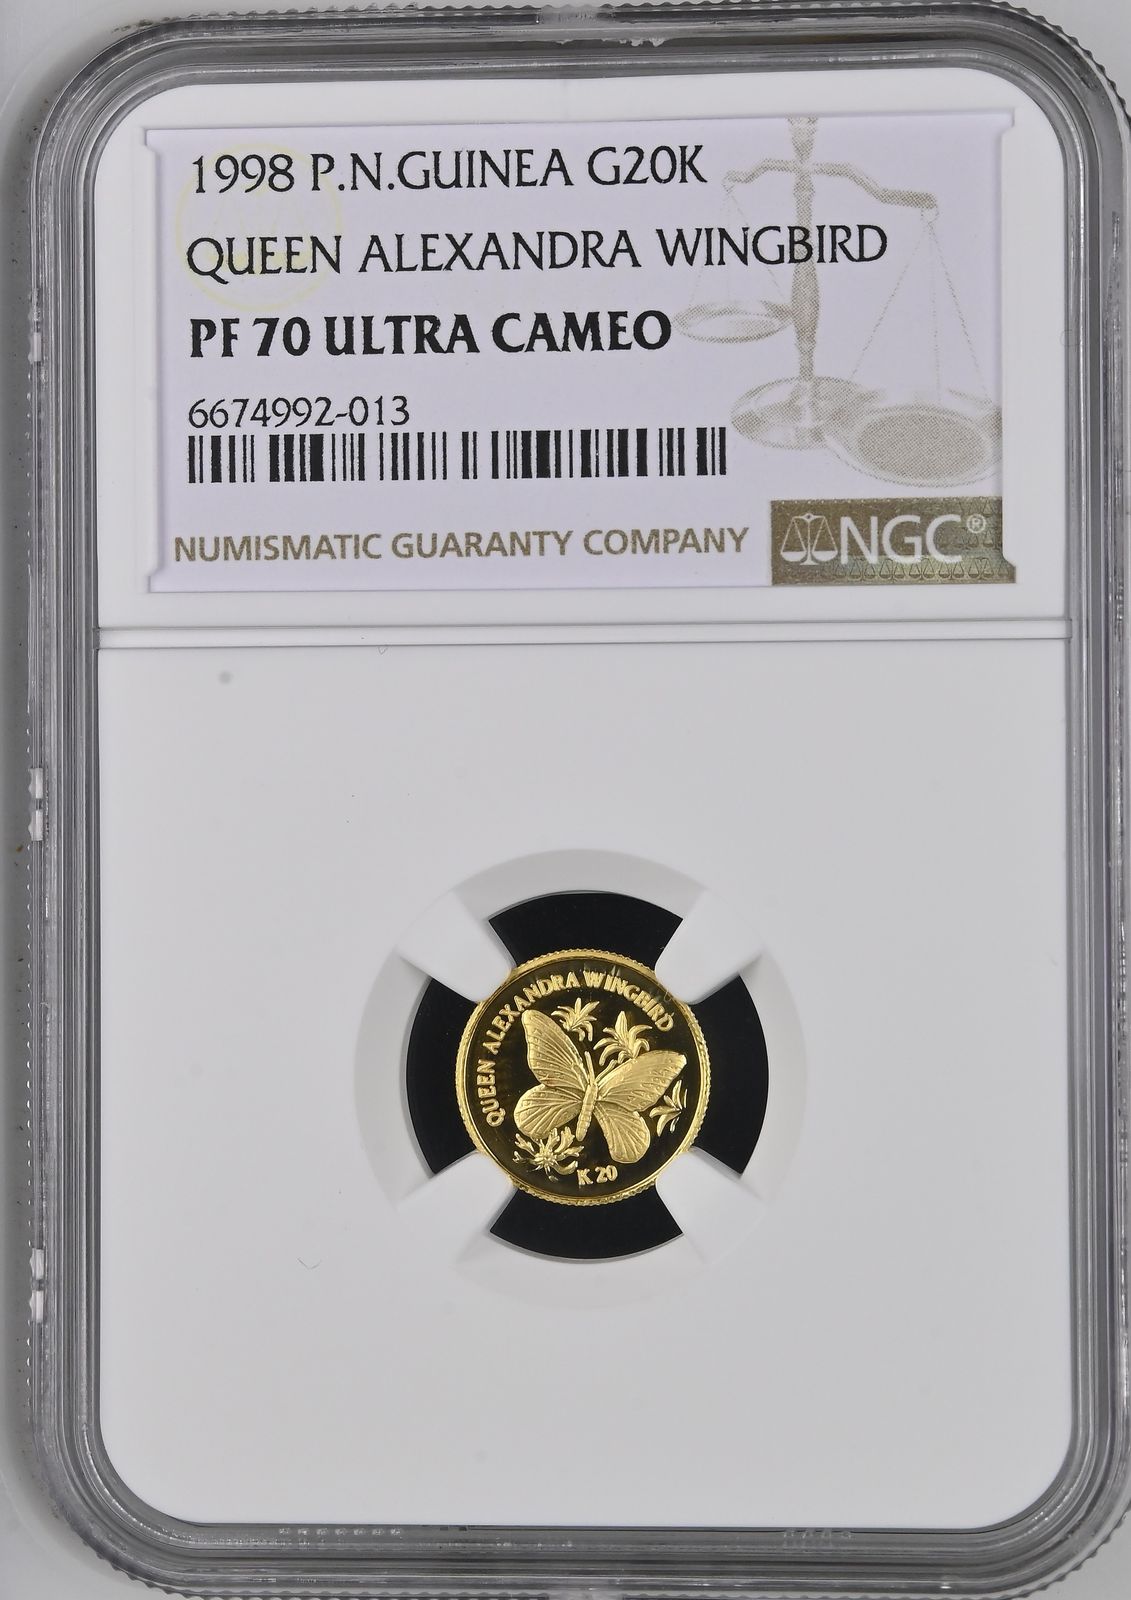 1998 P.N.GUINEA G20K
QUEEN ALEXANDRA WINGBIRD
PF 70 ULTRA CAMEO
6674992-013
NUMISMATIC GUARANTY COMPANY
NGC®
QUEEN ALEXANDRA WINGBIRD
K 20